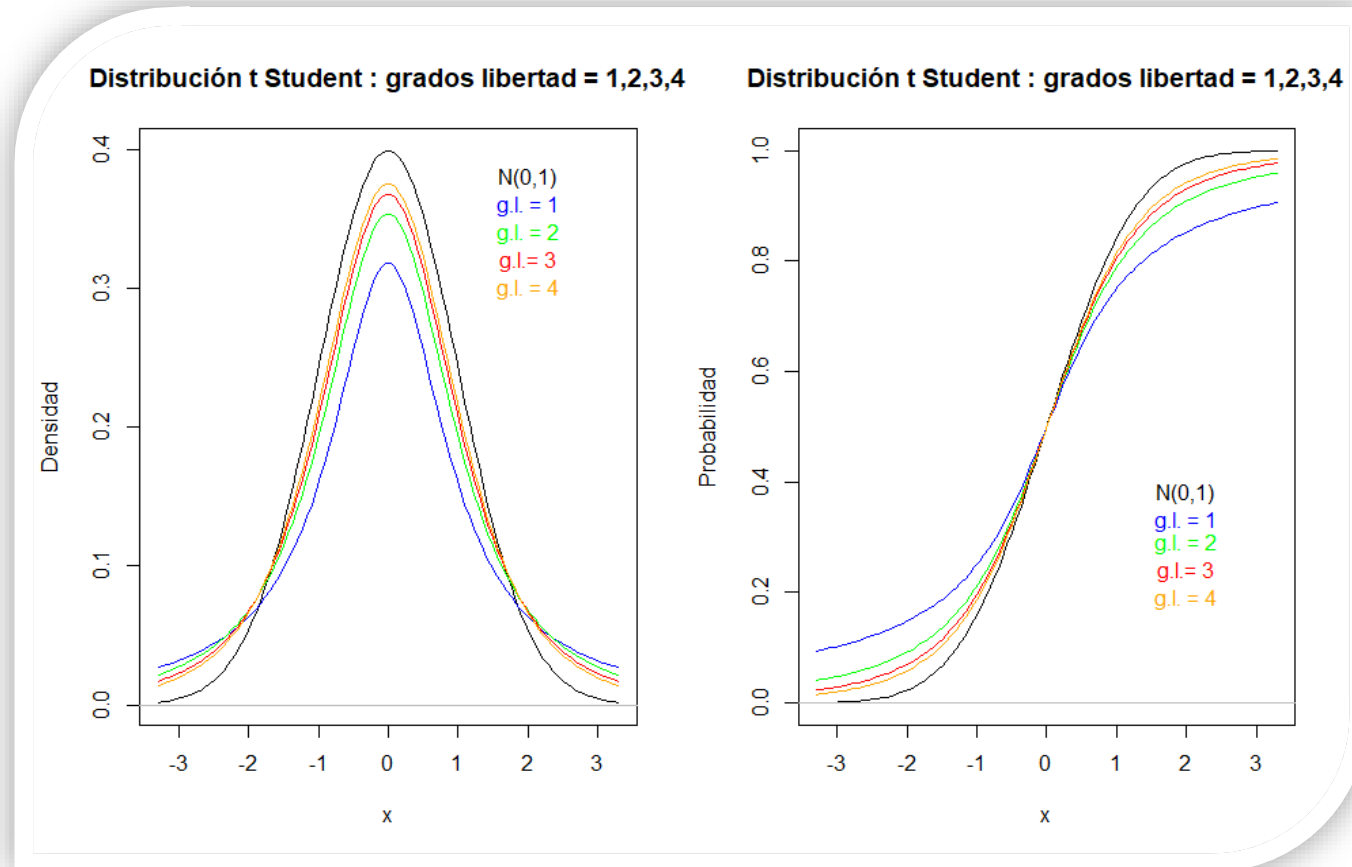 Distribución t Student : grados libertad = 1,2,3,4
Densidad
0.4
0.3
0.2
0.1
0.0
N(0,1)
g.l. = 1
g.l. = 2
g.l.= 3
g.l. = 4
-3 -2 -1 0 1 2 3
x
Distribución t Student : grados libertad = 1,2,3,4
Probabilidad
1.0
0.8
0.6
0.4
0.2
0.0
N(0,1)
g.l. = 1
g.l. = 2
g.l.= 3
g.l. = 4
-3 -2 -1 0 1 2 3
x